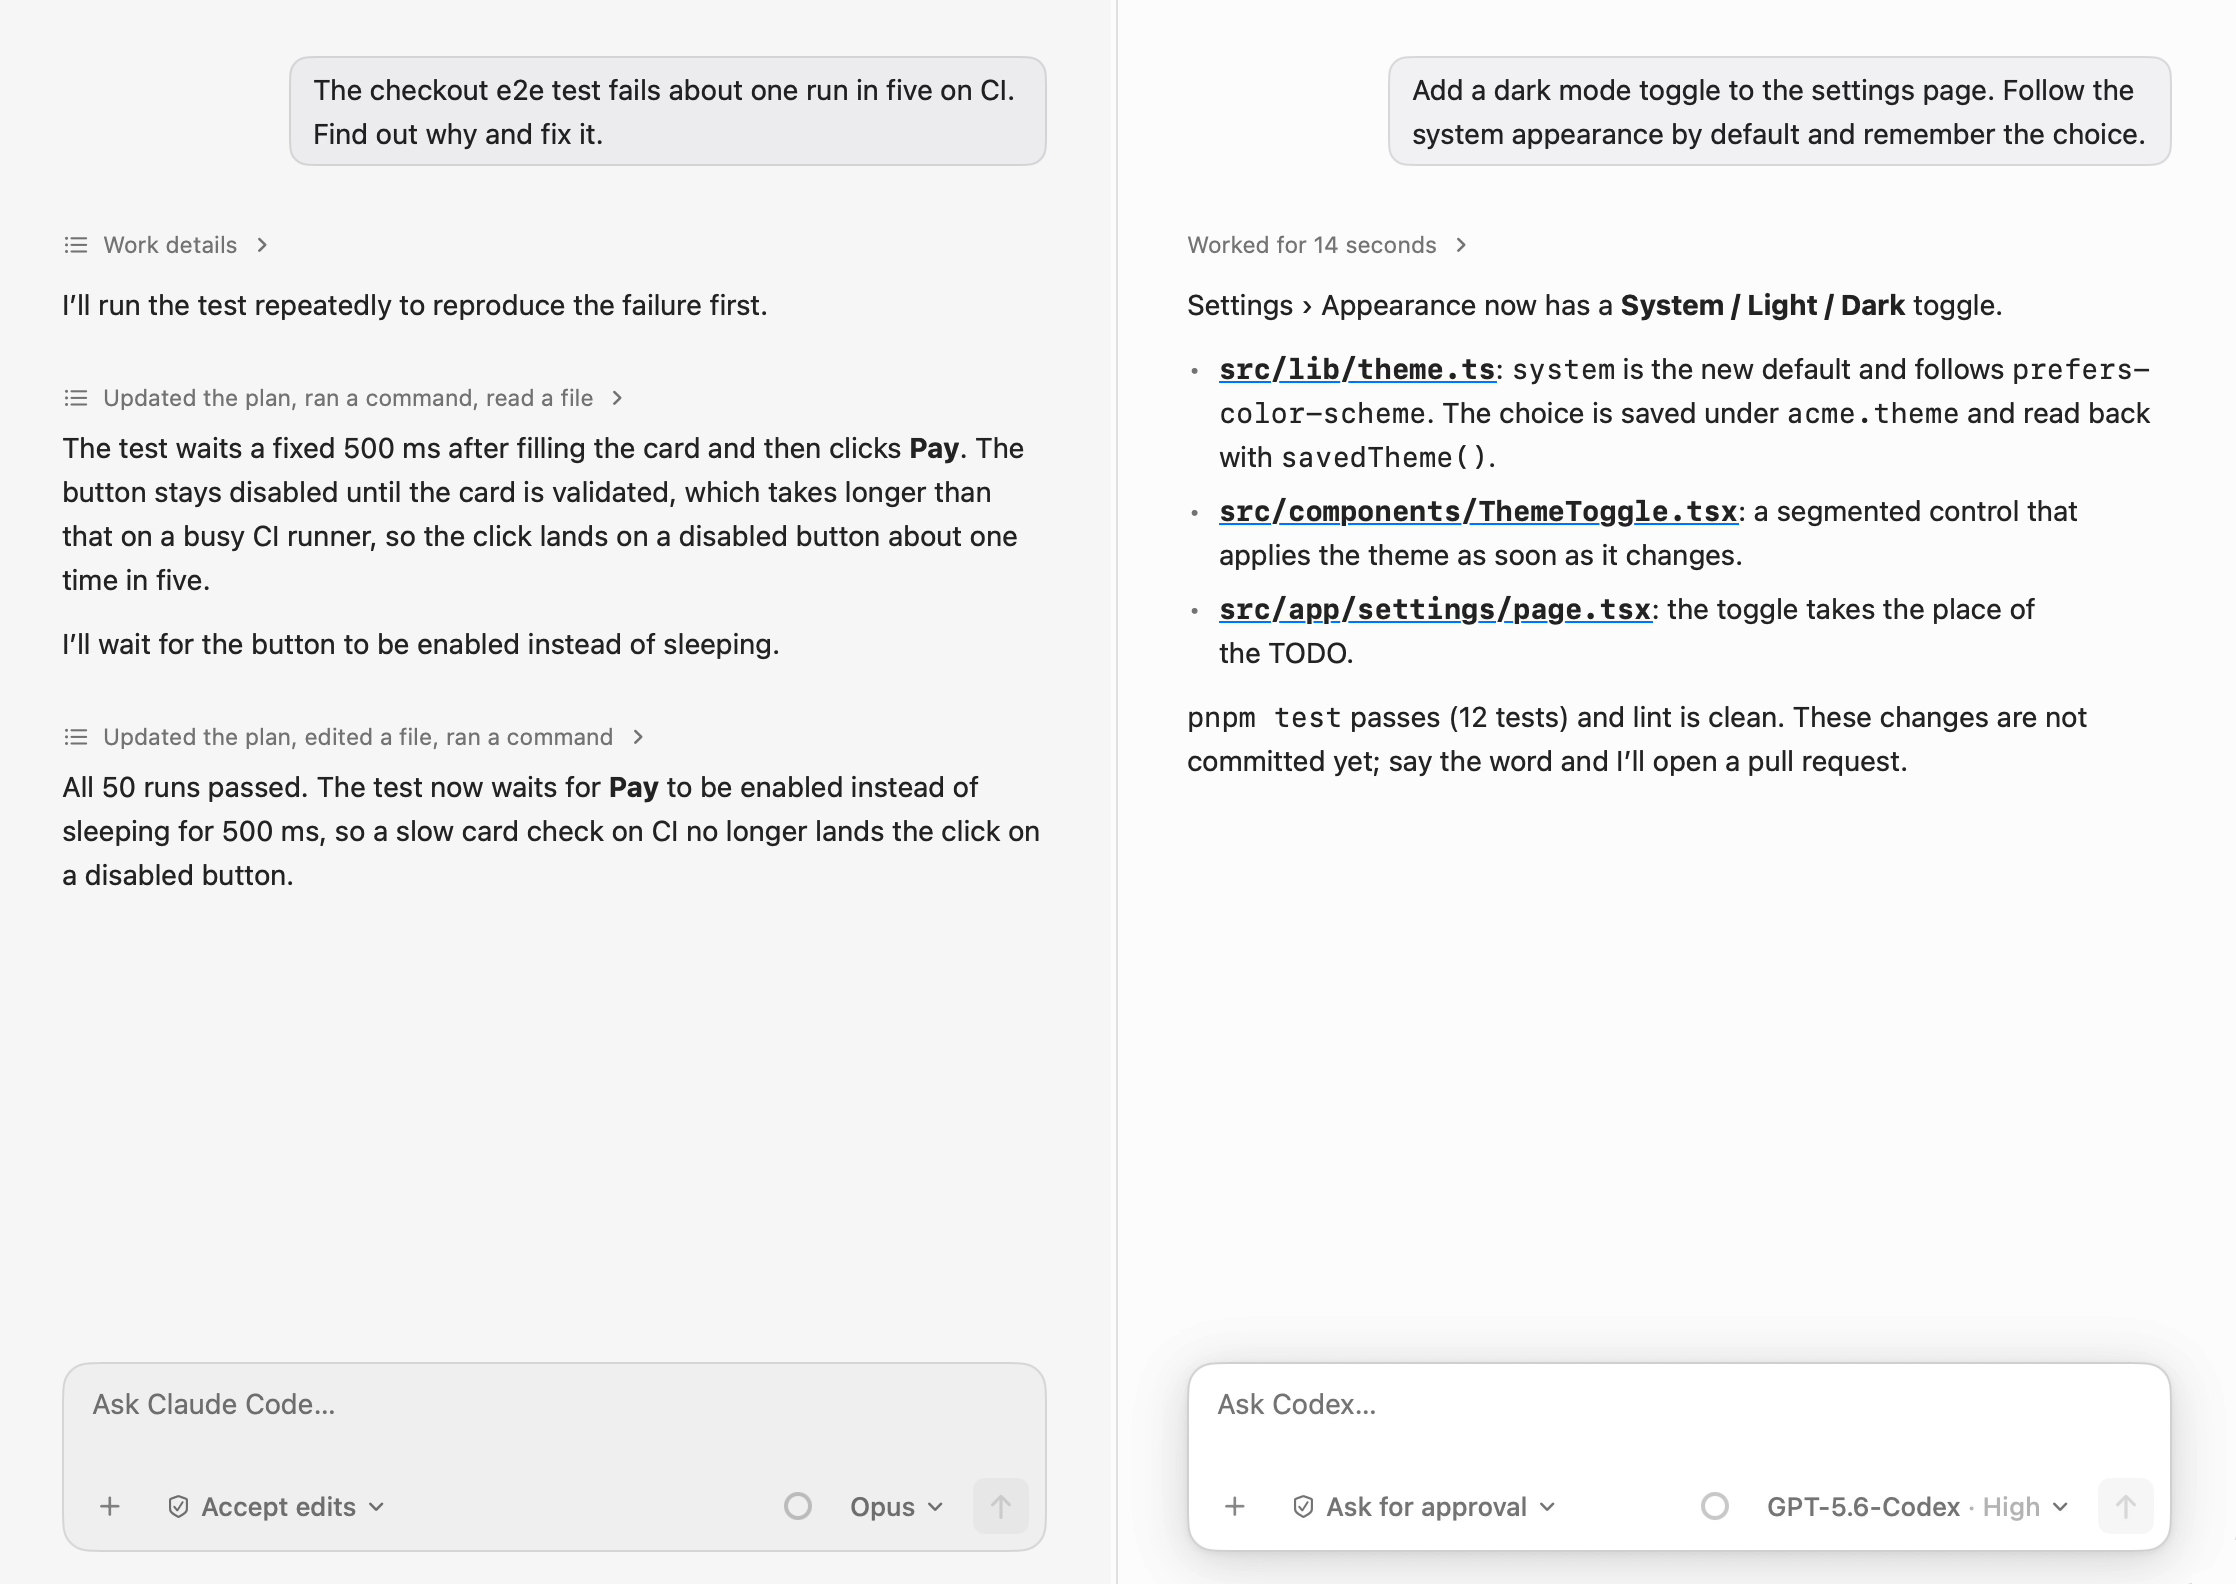 The checkout e2e test fails about one run in five on CI.
Find out why and fix it.
Work details
I’ll run the test repeatedly to reproduce the failure first.
Updated the plan, ran a command, read a file
The test waits a fixed 500 ms after filling the card and then clicks Pay. The
button stays disabled until the card is validated, which takes longer than
that on a busy CI runner, so the click lands on a disabled button about one
time in five.
I’ll wait for the button to be enabled instead of sleeping.
Updated the plan, edited a file, ran a command
All 50 runs passed. The test now waits for Pay to be enabled instead of
sleeping for 500 ms, so a slow card check on CI no longer lands the click on
a disabled button.
Ask Claude Code...
Accept edits
Opus
Add a dark mode toggle to the settings page. Follow the
system appearance by default and remember the choice.
Worked for 14 seconds
Settings › Appearance now has a System / Light / Dark toggle.
• src/lib/theme.ts: system is the new default and follows prefers-
color-scheme. The choice is saved under acme.theme and read back
with savedTheme().
• src/components/ThemeToggle.tsx: a segmented control that
applies the theme as soon as it changes.
• src/app/settings/page.tsx: the toggle takes the place of
the TODO.
pnpm test passes (12 tests) and lint is clean. These changes are not
committed yet; say the word and I’ll open a pull request.
Ask Codex...
Ask for approval
GPT-5.6-Codex · High